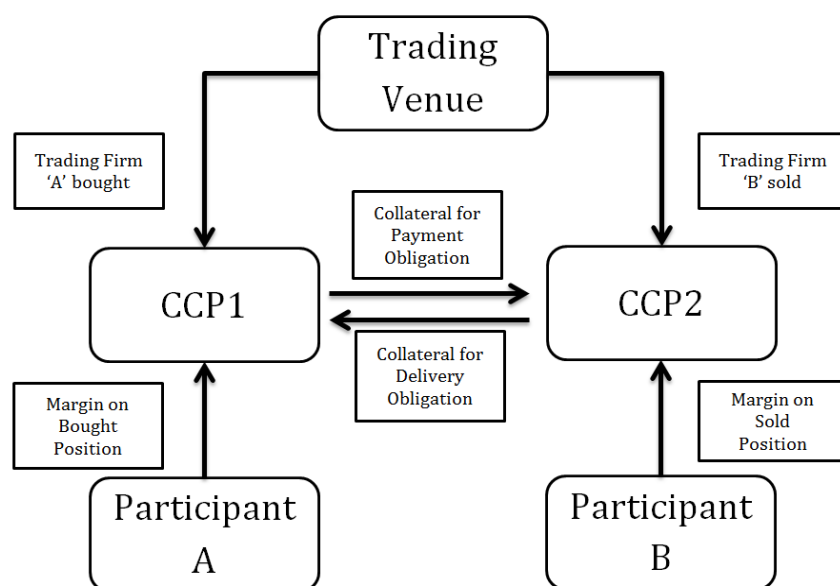 Trading
Venue
Trading Firm
‘A’ bought
Trading Firm
‘B’ sold
Collateral for
Payment
Obligation
CCP1
CCP2
Collateral for
Delivery
Obligation
Margin on
Bought
Position
Margin on
Sold
Position
Participant
A
Participant
B